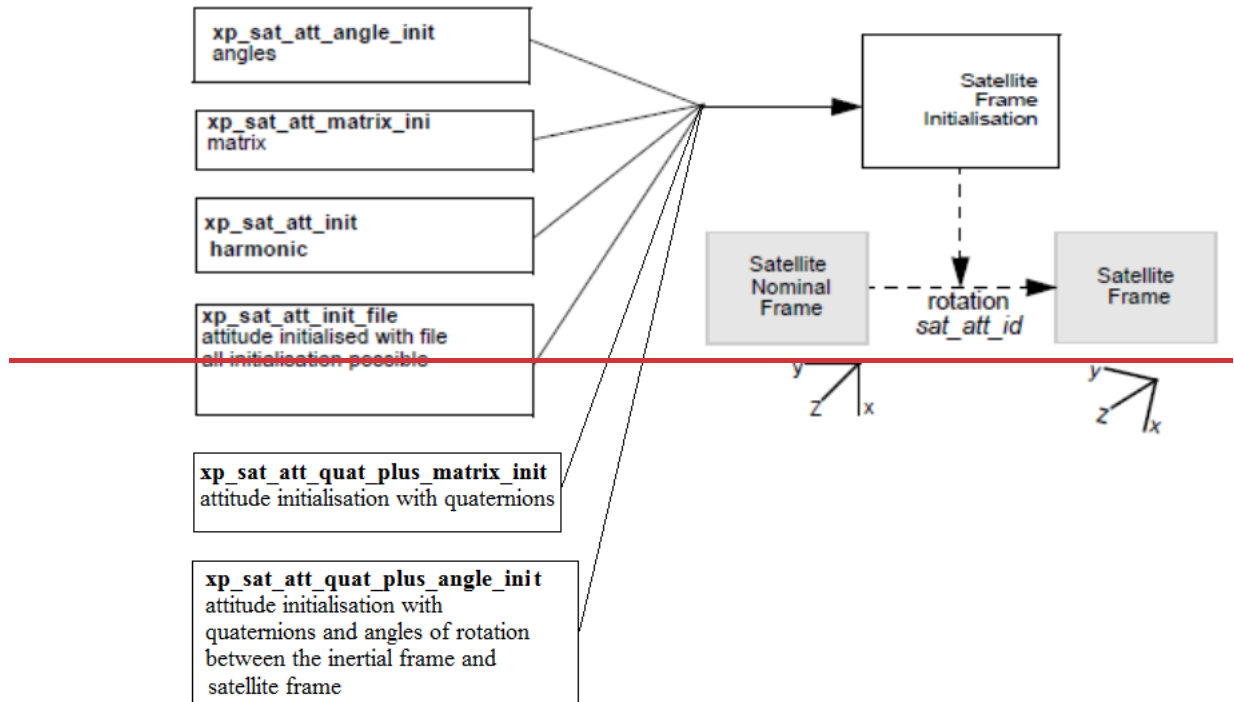 xp_sat_att_angle_init
angles
xp_sat_att_matrix_ini
matrix
xp_sat_att_init
harmonic
xp_sat_att_init_file
attitude initialised with file
all initialisation possible
xp_sat_att_quat_plus_matrix_init
attitude initialisation with quaternions
xp_sat_att_quat_plus_angle_init
attitude initialisation with
quaternions and angles of rotation
between the inertial frame and
satellite frame
Satellite
Frame
Initialisation
Satellite
Nominal
Frame
rotation
sat_att_id
Satellite
Frame
y
Z
x
y
z
x